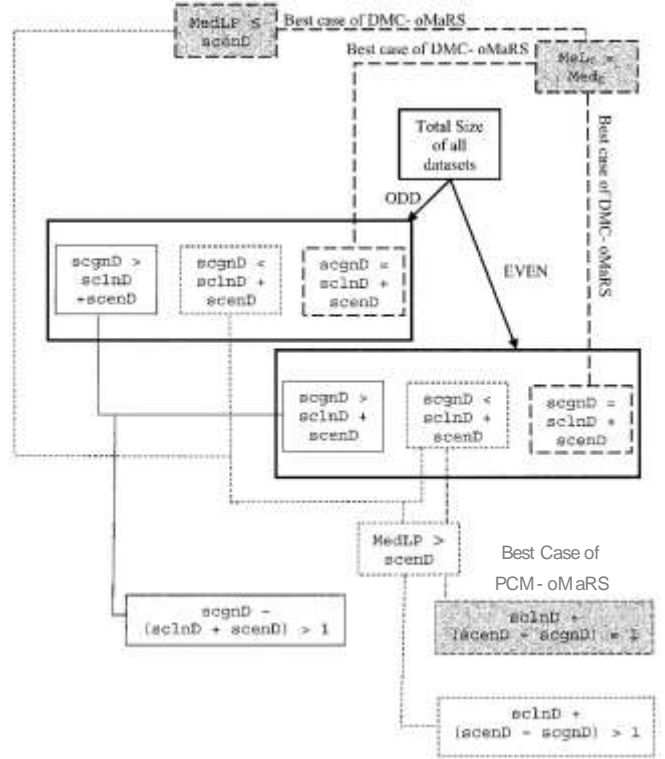 MedLP ≤
scenD
Best case of DMC- oMaRS
Best case of DMC- oMaRS
Best case of DMC- oMaRS
Total Size
of all
datasets
ODD
EVEN
scgnD >
sclnD
+scenD
scgnD <
sclnD +
scenD
scgnD =
sclnD +
scenD
scgnD >
sclnD +
scenD
scgnD <
sclnD +
scenD
scgnD =
sclnD +
scenD
MedLP >
scenD
Best Case of
PCM- oMaRS
scgnD -
(sclnD + scenD) > 1
sclnD +
(scenD - scgnD) = 1
sclnD +
(scenD - scgnD) > 1